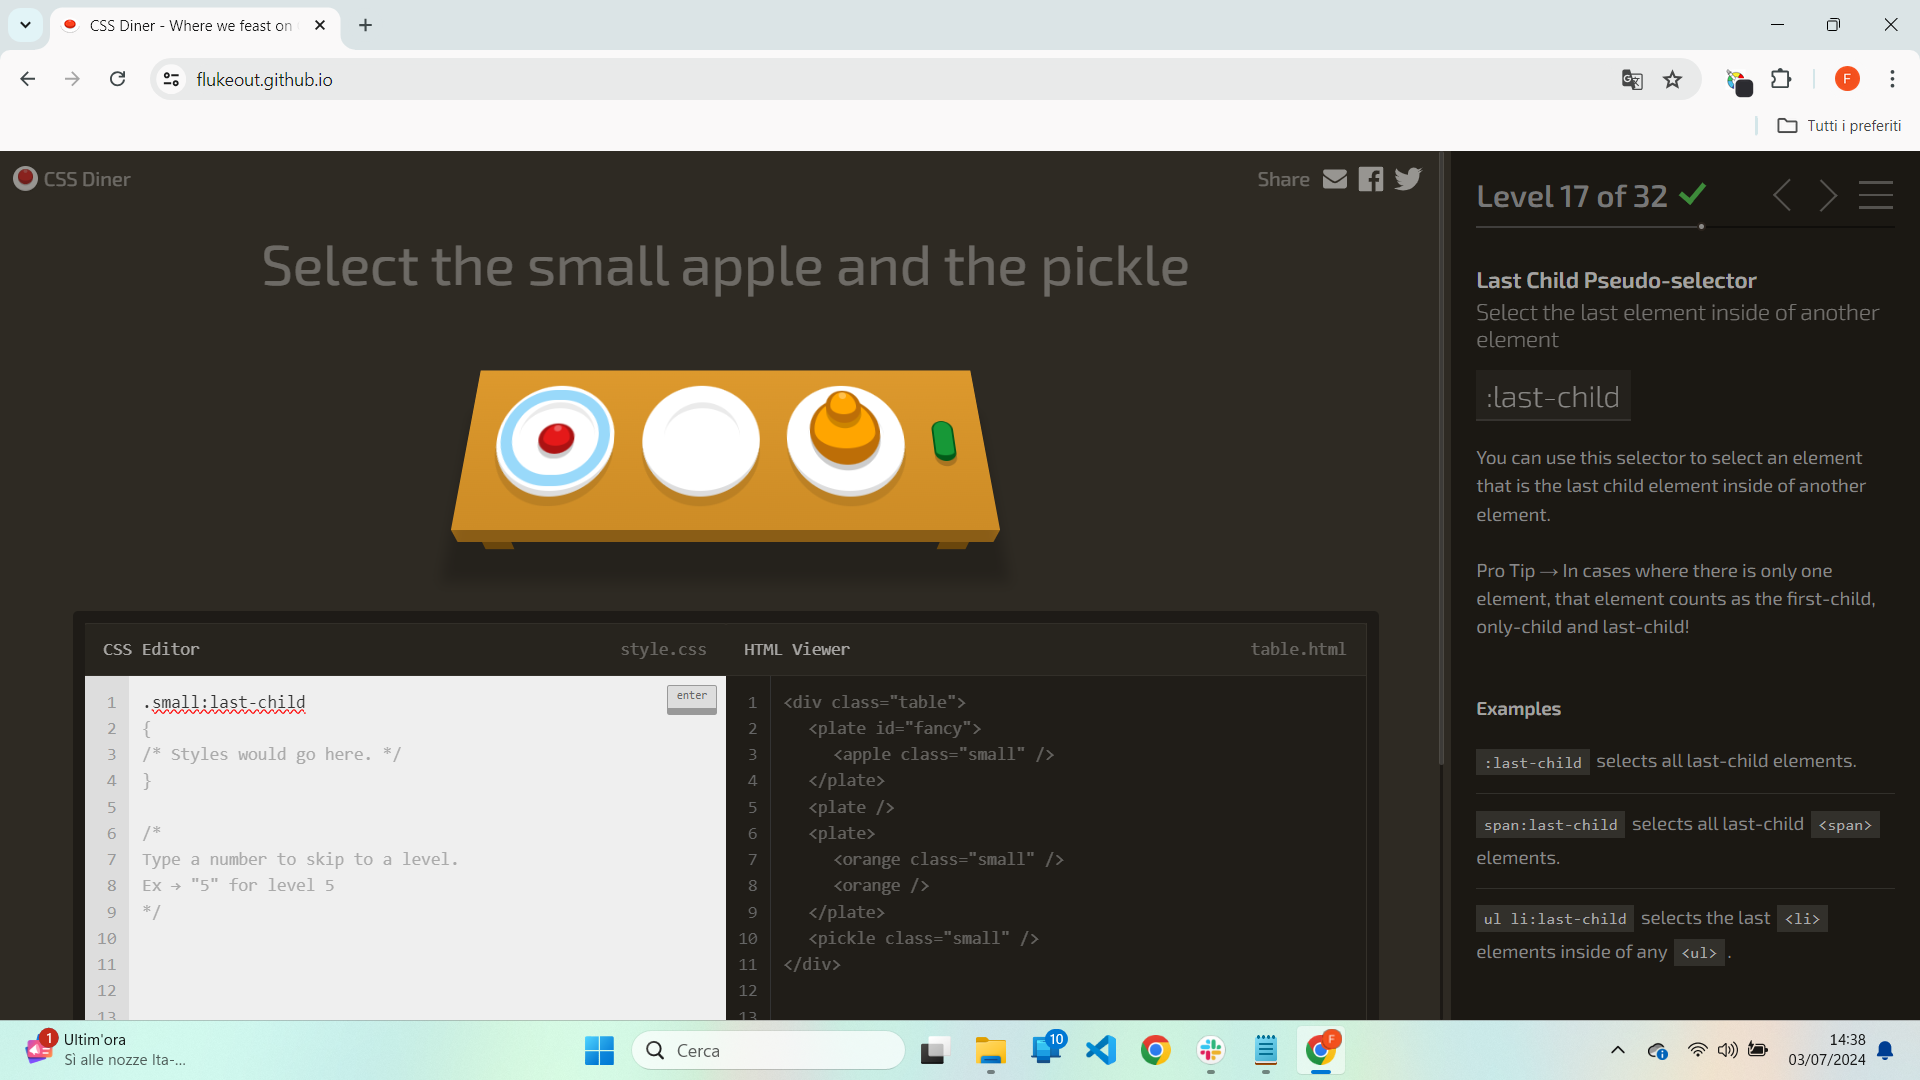 CSS Diner - Where we feast on
flukeout.github.io
F
Tutti i preferiti
CSS Diner
Share
Select the small apple and the pickle
CSS Editor
style.css
HTML Viewer
table.html
enter
1 .small:last-child
2 {
3 /* Styles would go here. */
4 }
5
6 /*
7 Type a number to skip to a level.
8 Ex → "5" for level 5
9 */
10
11
12
13
1 <div class="table">
2 <plate id="fancy">
3 <apple class="small" />
4 </plate>
5 <plate />
6 <plate>
7 <orange class="small" />
8 <orange />
9 </plate>
10 <pickle class="small" />
11 </div>
12
13
Level 17 of 32
Last Child Pseudo-selector
Select the last element inside of another
element
:last-child
You can use this selector to select an element
that is the last child element inside of another
element.
Pro Tip → In cases where there is only one
element, that element counts as the first-child,
only-child and last-child!
Examples
:last-child selects all last-child elements.
span:last-child selects all last-child <span>
elements.
ul li:last-child selects the last <li>
elements inside of any <ul> .
1
Ultim'ora
Sì alle nozze Ita-...
Cerca
10
F
14:38
03/07/2024